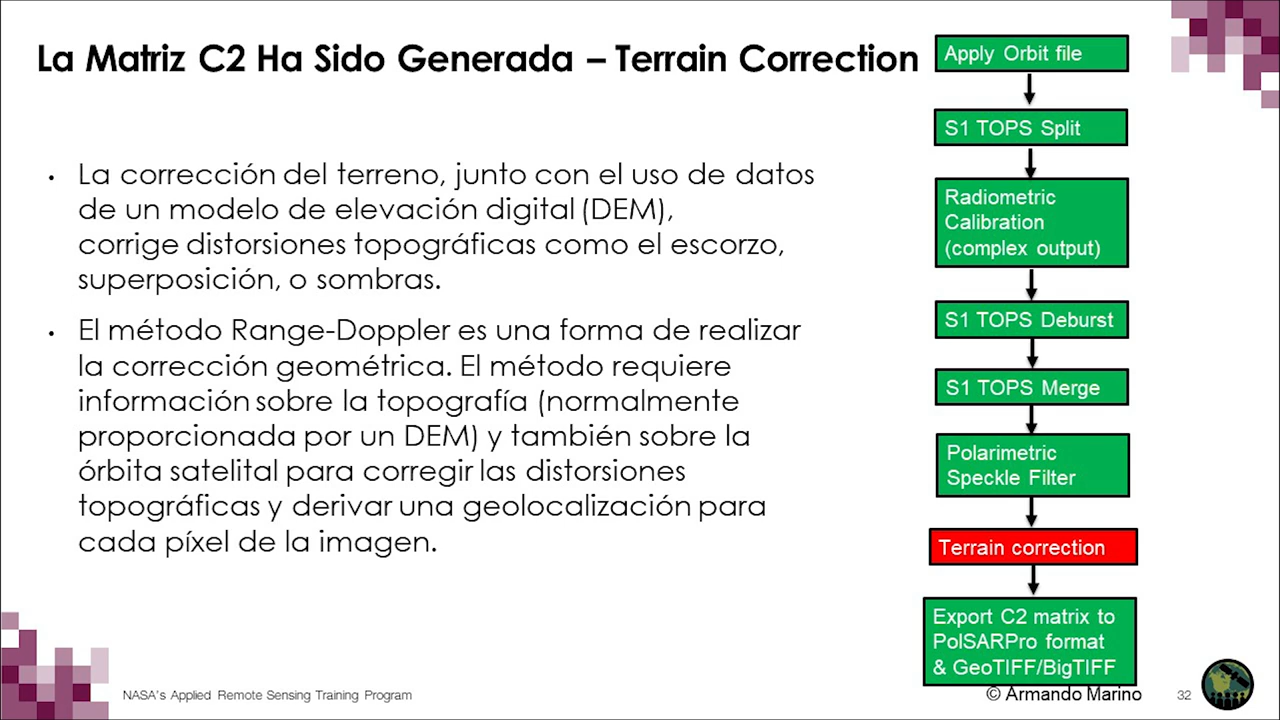 La Matriz C2 Ha Sido Generada – Terrain Correction
• La corrección del terreno, junto con el uso de datos
de un modelo de elevación digital (DEM),
corrige distorsiones topográficas como el escorzo,
superposición, o sombras.
• El método Range-Doppler es una forma de realizar
la corrección geométrica. El método requiere
información sobre la topografía (normalmente
proporcionada por un DEM) y también sobre la
órbita satelital para corregir las distorsiones
topográficas y derivar una geolocalización para
cada píxel de la imagen.
Apply Orbit file
S1 TOPS Split
Radiometric
Calibration
(complex output)
S1 TOPS Deburst
S1 TOPS Merge
Polarimetric
Speckle Filter
Terrain correction
Export C2 matrix to
PolSARPro format
& GeoTIFF/BigTIFF
NASA's Applied Remote Sensing Training Program
© Armando Marino
32